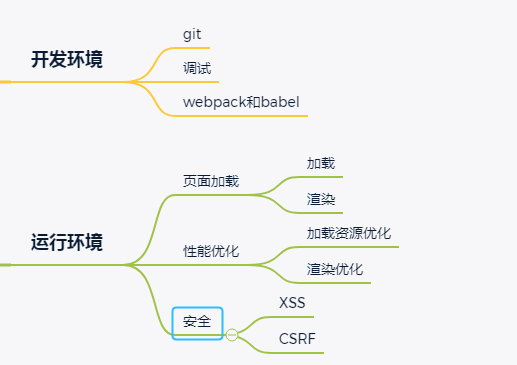 开发环境
git
调试
webpack和babel
运行环境
页面加载
加载
渲染
性能优化
加载资源优化
渲染优化
安全
XSS
CSRF